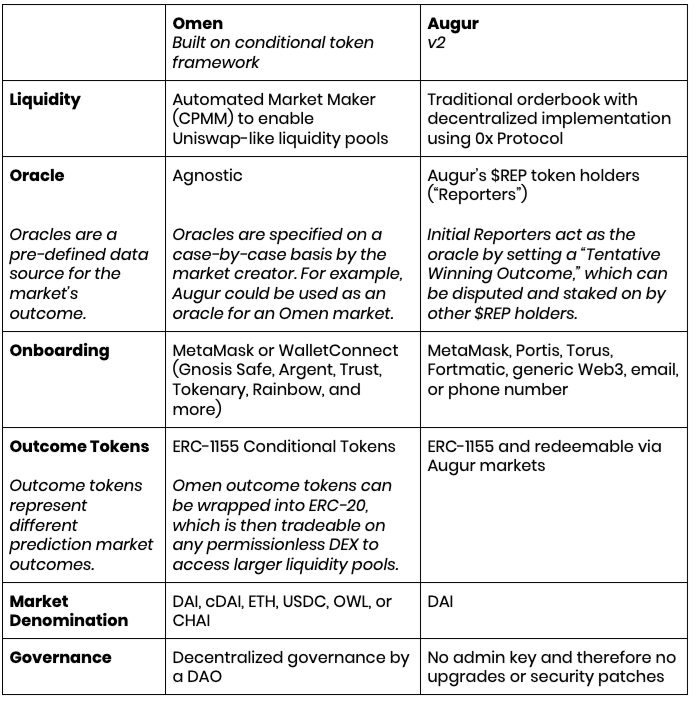 Omen
Built on conditional token
framework
Augur
v2
Liquidity
Automated Market Maker
(CPMM) to enable
Uniswap-like liquidity pools
Traditional orderbook with
decentralized implementation
using 0x Protocol
Oracle
Oracles are a
pre-defined data
source for the
market's
outcome.
Agnostic
Oracles are specified on a
case-by-case basis by the
market creator. For example,
Augur could be used as an
oracle for an Omen market.
Augur's $REP token holders
(“Reporters”)
Initial Reporters act as the
oracle by setting a “Tentative
Winning Outcome,” which can
be disputed and staked on by
other $REP holders.
Onboarding
MetaMask or WalletConnect
(Gnosis Safe, Argent, Trust,
Tokenary, Rainbow, and
more)
MetaMask, Portis, Torus,
Fortmatic, generic Web3, email,
or phone number
Outcome Tokens
Outcome tokens
represent
different
prediction market
outcomes.
ERC-1155 Conditional Tokens
Omen outcome tokens can
be wrapped into ERC-20,
which is then tradeable on
any permissionless DEX to
access larger liquidity pools.
ERC-1155 and redeemable via
Augur markets
Market
Denomination
DAI, cDAI, ETH, USDC, OWL, or
CHAI
DAI
Governance
Decentralized governance by
a DAO
No admin key and therefore no
upgrades or security patches